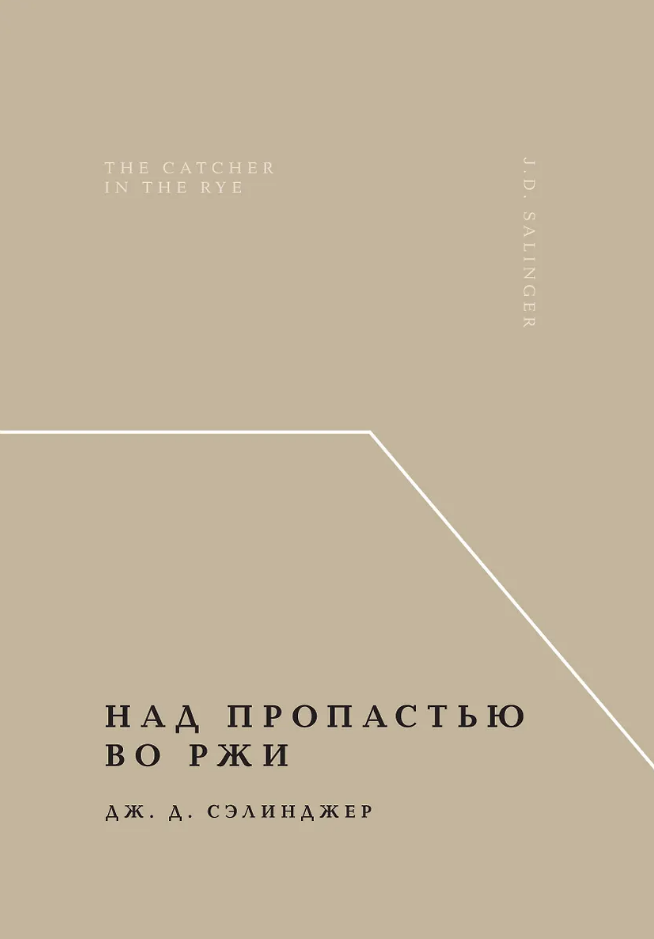 THE CATCHER
IN THE RYE
J.D. SALINGER
НАД ПРОПАСТЬЮ
ВО РЖИ
ДЖ. Д. СЭЛИНДЖЕР